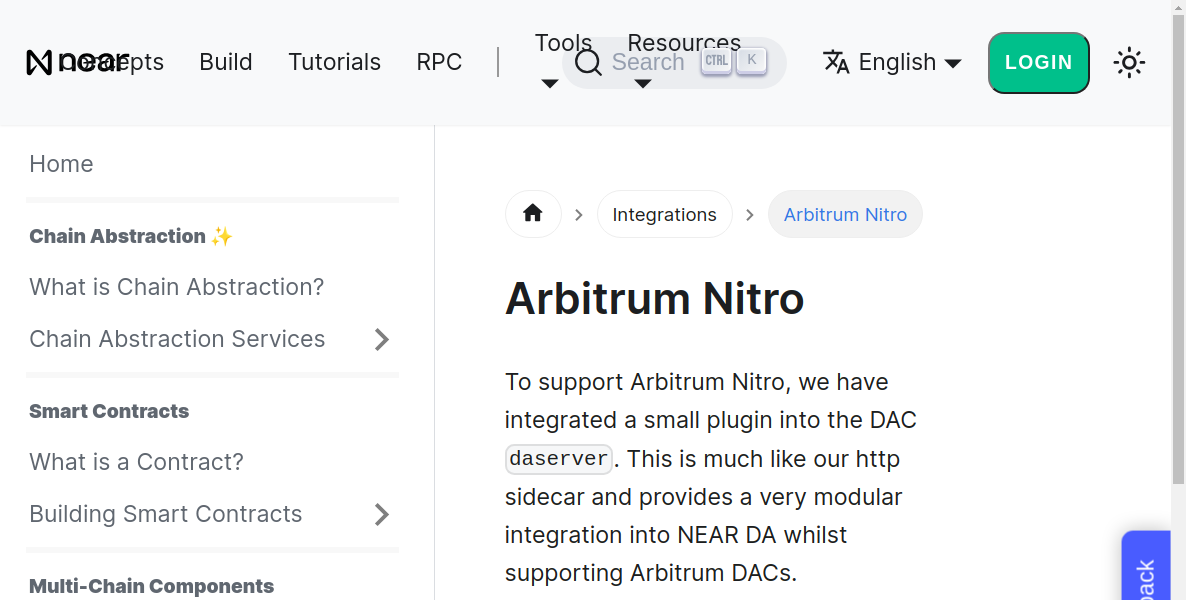 near
Concepts Build Tutorials RPC Tools Resources
Search CTRL K
English LOGIN
Home
Chain Abstraction ✨
What is Chain Abstraction?
Chain Abstraction Services
Smart Contracts
What is a Contract?
Building Smart Contracts
Multi-Chain Components
Integrations
Arbitrum Nitro
Arbitrum Nitro
To support Arbitrum Nitro, we have
integrated a small plugin into the DAC
daserver. This is much like our http
sidecar and provides a very modular
integration into NEAR DA whilst
supporting Arbitrum DACs.